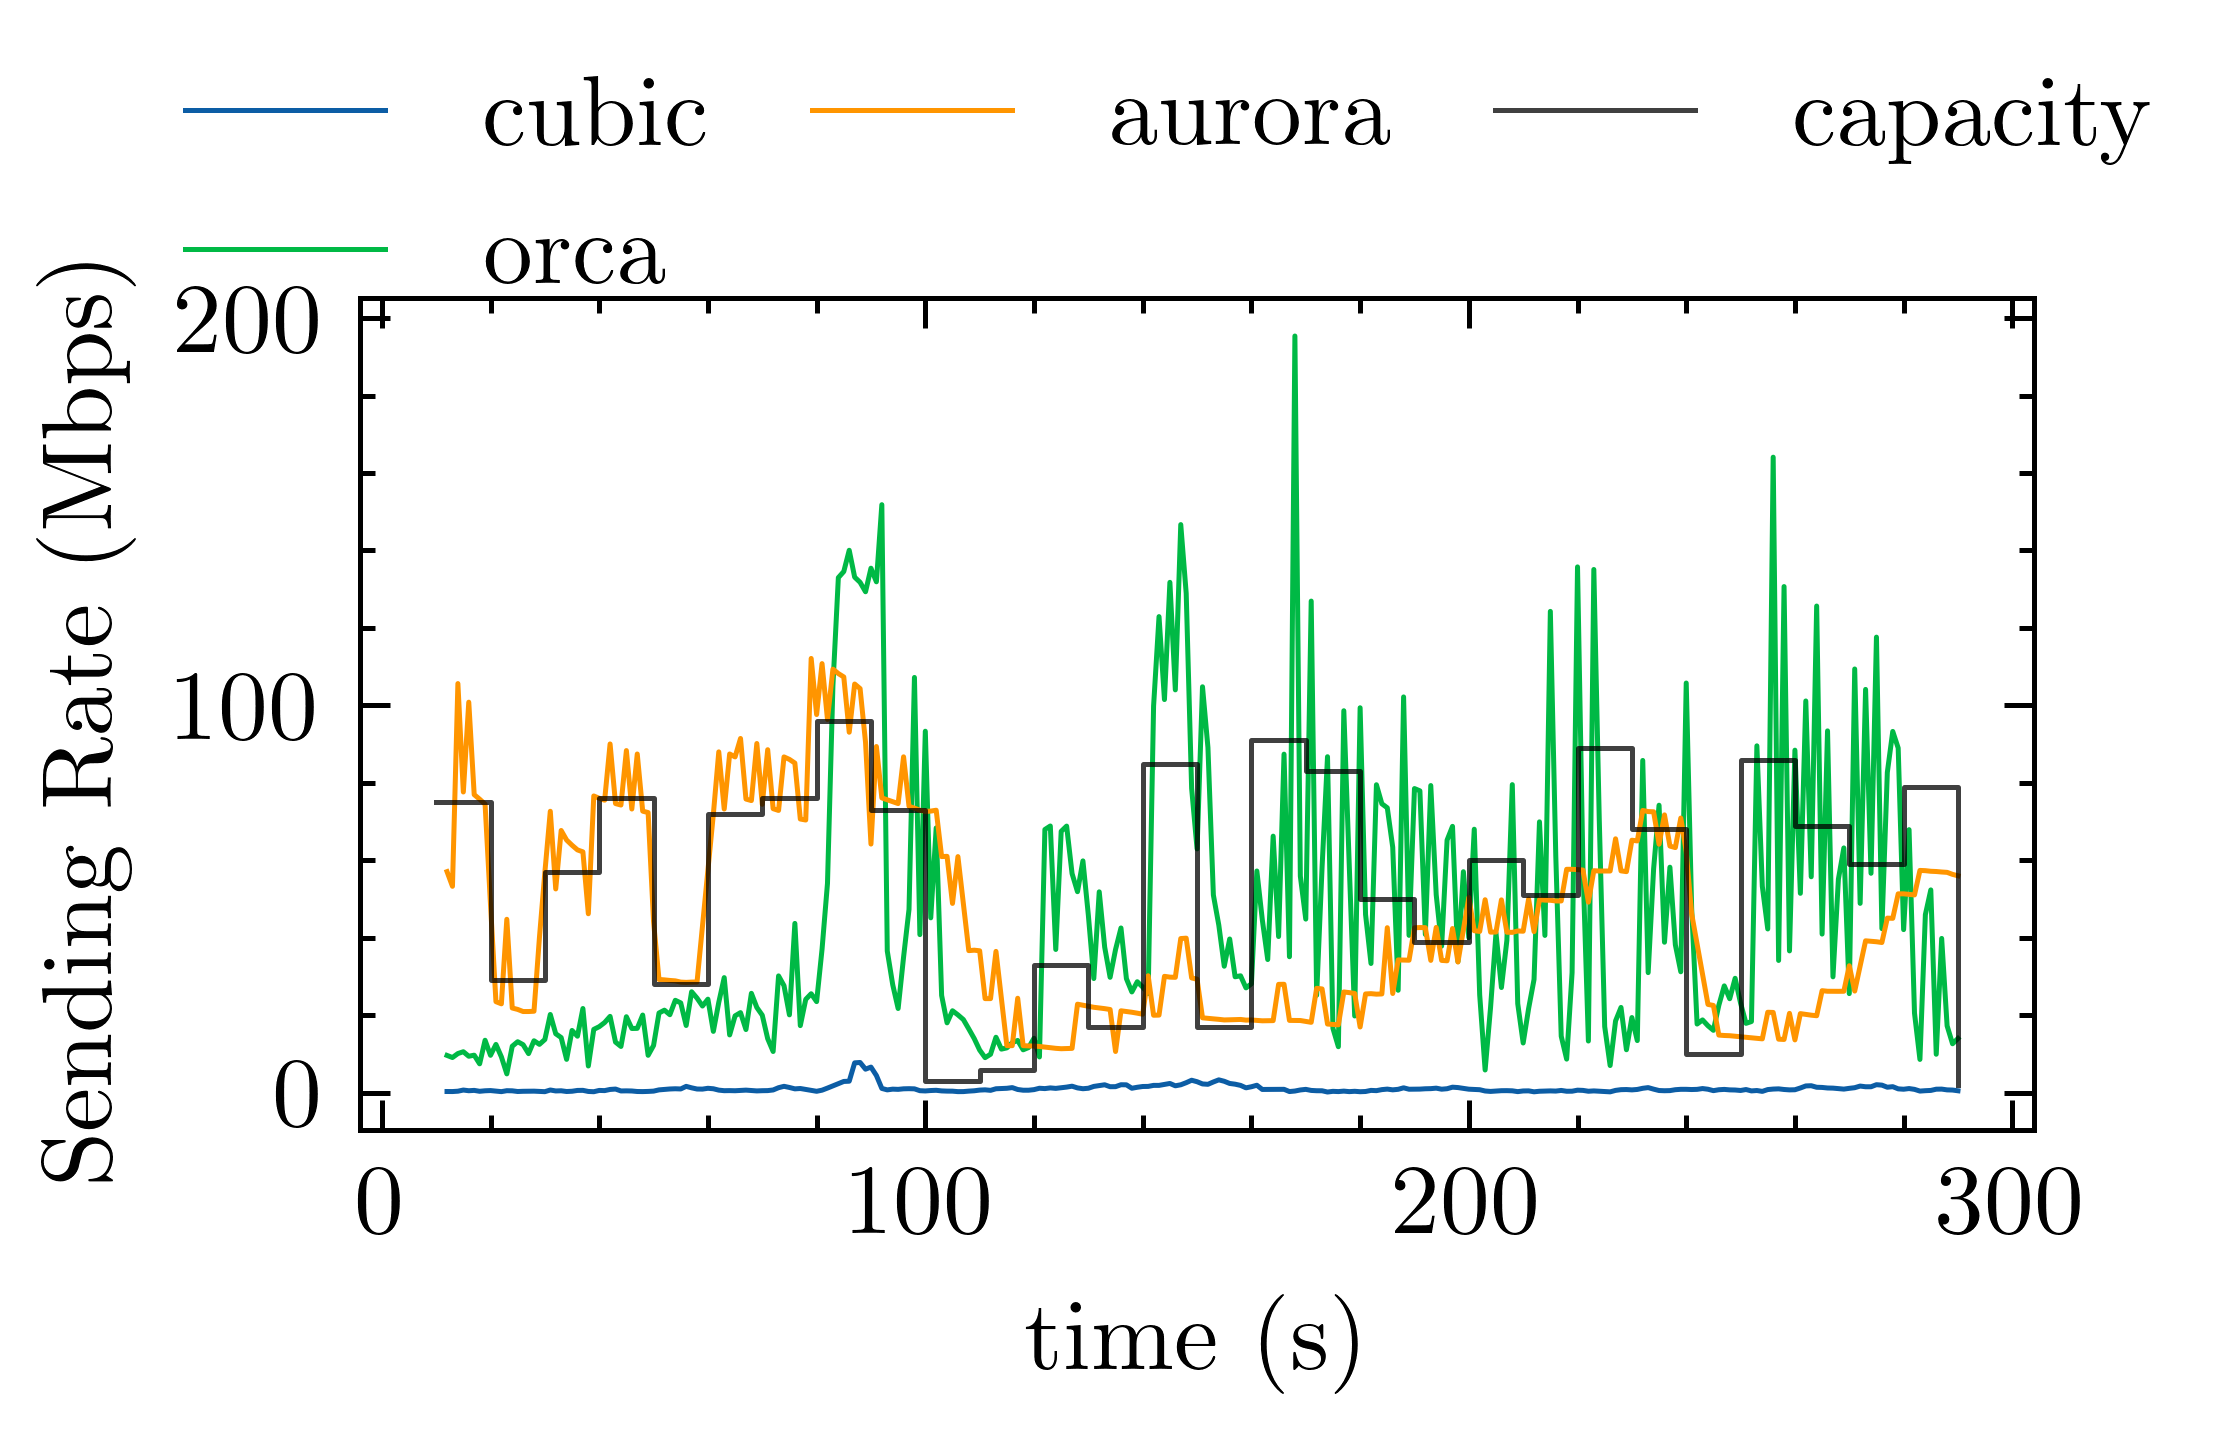 cubic aurora capacity
orca
Sending Rate (Mbps)
200
100
0
0 100 200 300
time (s)